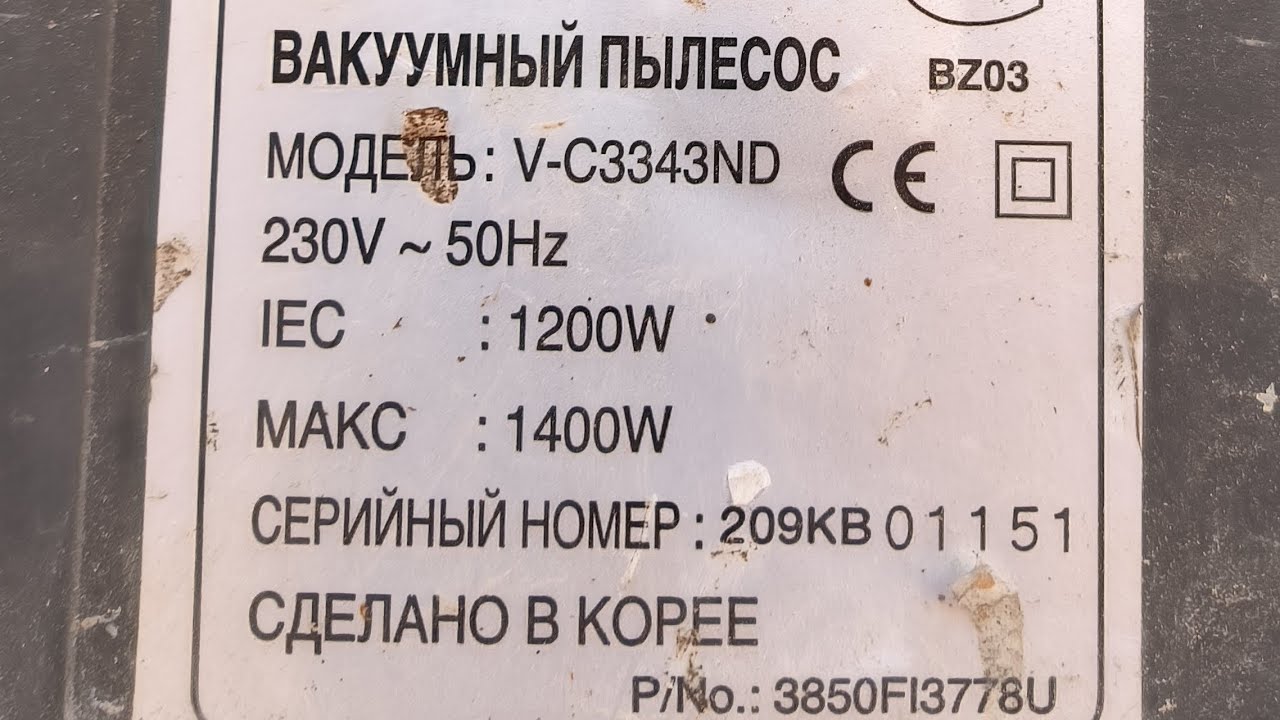 ВАКУУМНЫЙ ПЫЛЕСОС BZ03
МОДЕЛЬ: V-C3343ND CE
230V ~ 50Hz
IEC : 1200W
МАКС : 1400W
СЕРИЙНЫЙ НОМЕР : 209KB 01151
СДЕЛАНО В КОРЕЕ
P/No.: 3850FI3778U